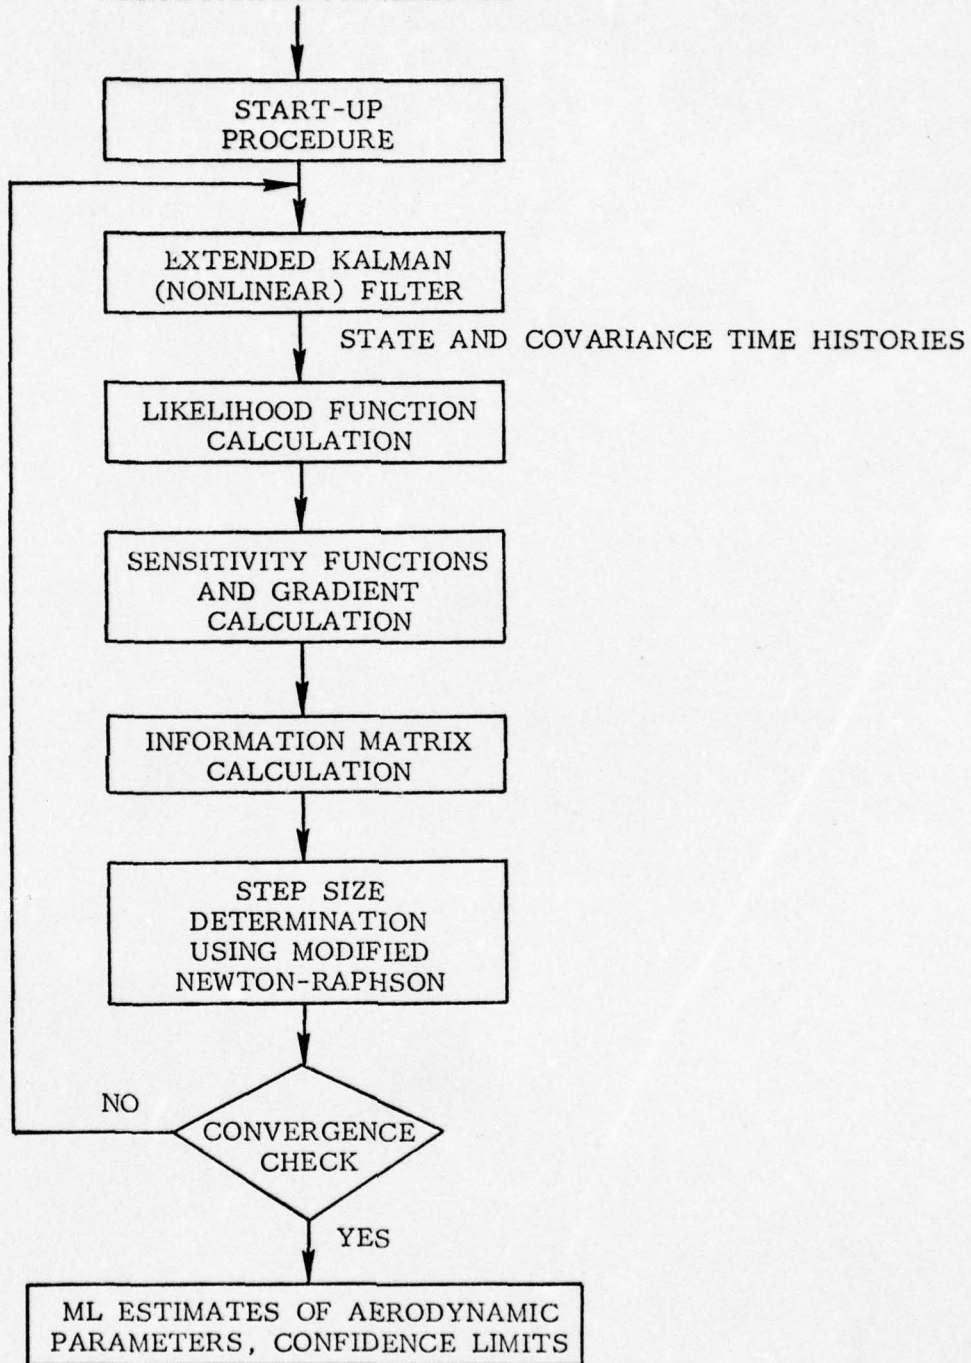 START-UP
PROCEDURE
EXTENDED KALMAN
(NONLINEAR) FILTER
STATE AND COVARIANCE TIME HISTORIES
LIKELIHOOD FUNCTION
CALCULATION
SENSITIVITY FUNCTIONS
AND GRADIENT
CALCULATION
INFORMATION MATRIX
CALCULATION
STEP SIZE
DETERMINATION
USING MODIFIED
NEWTON-RAPHSON
NO
CONVERGENCE
CHECK
YES
ML ESTIMATES OF AERODYNAMIC
PARAMETERS, CONFIDENCE LIMITS